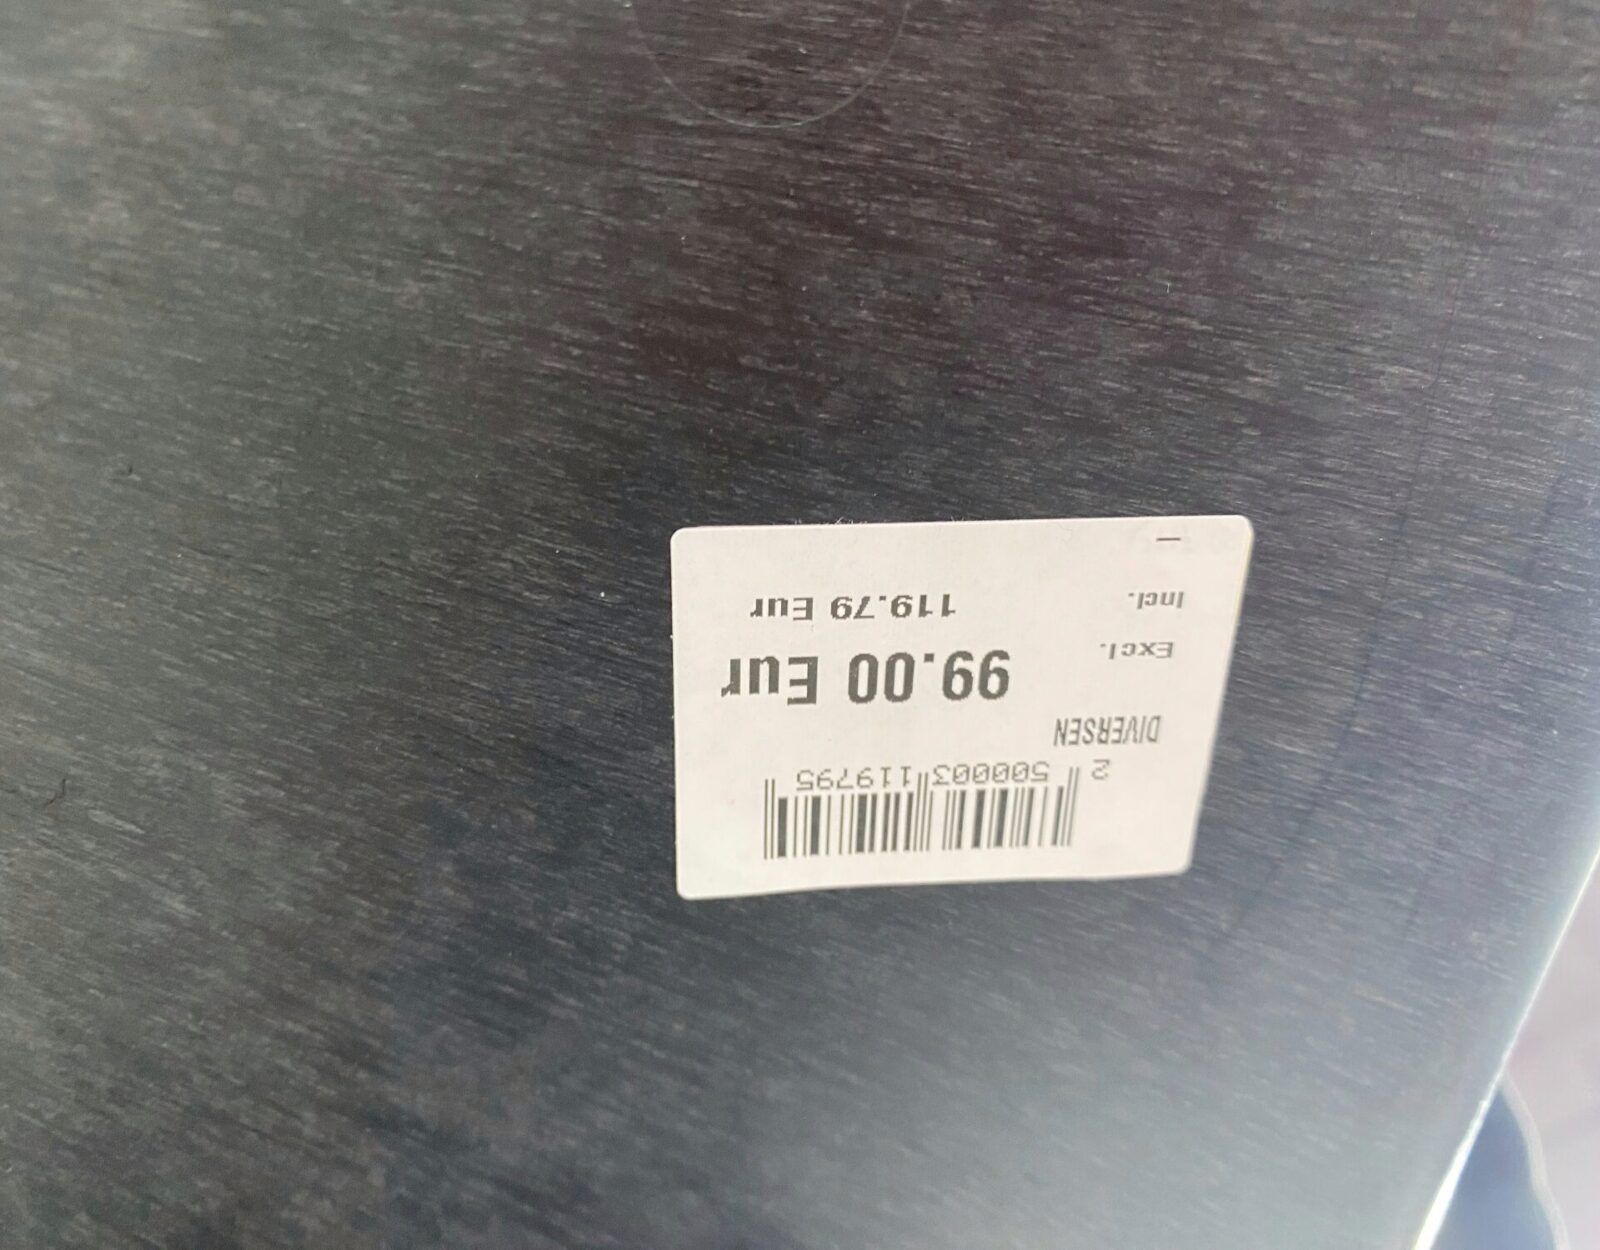 2 500003 119795
DIVERSEN
99.00 Eur
Excl.
119.79 Eur
Incl.